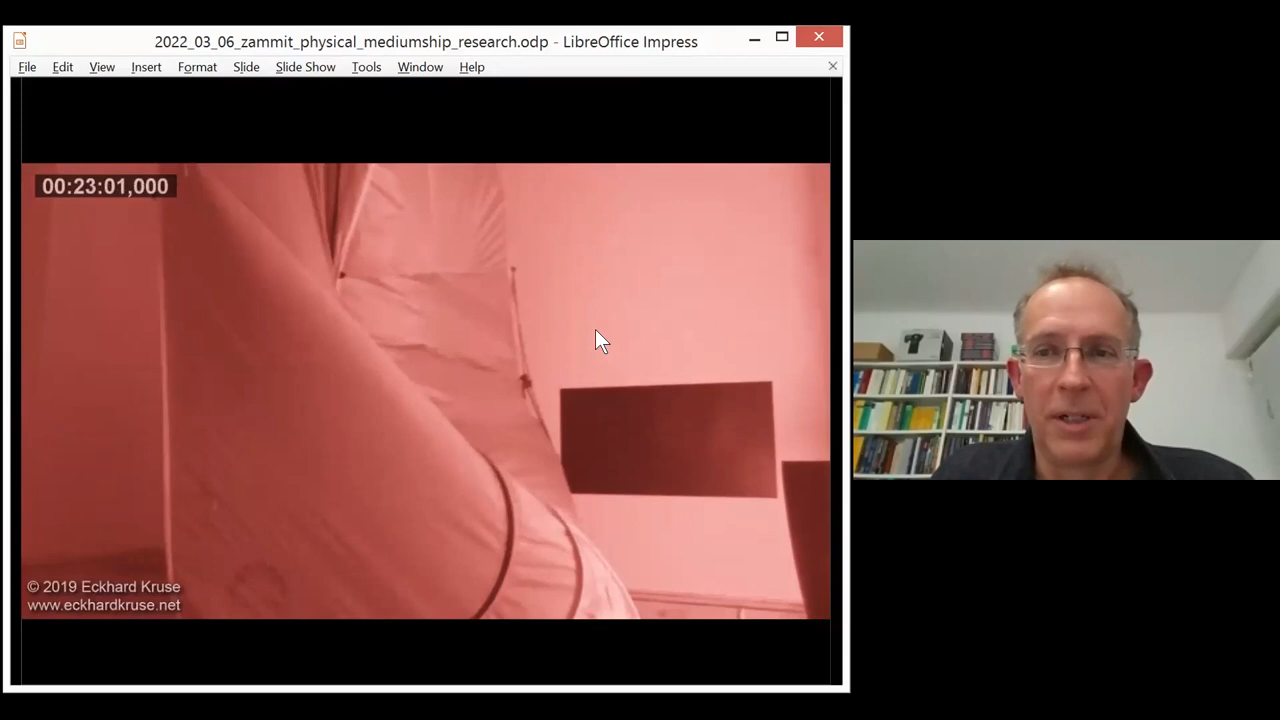 2022_03_06_zammit_physical_mediumship_research.odp - LibreOffice Impress
File Edit View Insert Format Slide Slide Show Tools Window Help
00:23:01,000
© 2019 Eckhard Kruse
www.eckhardkruse.net